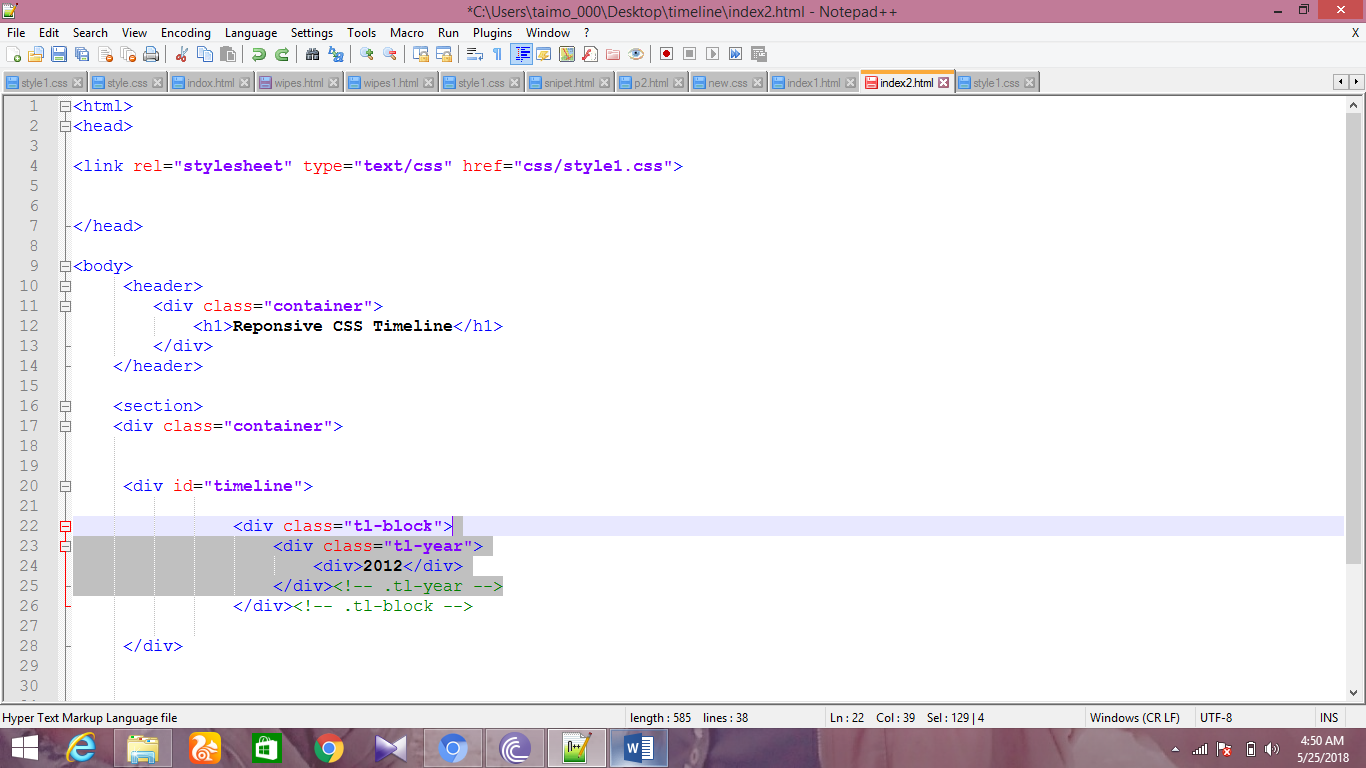 *C:\Users\taimo_000\Desktop\timeline\index2.html - Notepad++
File Edit Search View Encoding Language Settings Tools Macro Run Plugins Window ? X
style1.css style.css indox.html wipes.html wipes1.html style1.css snipet.html p2.html new.css index1.html index2.html style1.css
1 <html>
2 <head>
3
4 <link rel="stylesheet" type="text/css" href="css/style1.css">
5
6
7 </head>
8
9 <body>
10 <header>
11 <div class="container">
12 <h1>Reponsive CSS Timeline</h1>
13 </div>
14 </header>
15
16 <section>
17 <div class="container">
18
19
20 <div id="timeline">
21
22 <div class="tl-block">
23 <div class="tl-year">
24 <div>2012</div>
25 </div><!-- .tl-year -->
26 </div><!-- .tl-block -->
27
28 </div>
29
30
Hyper Text Markup Language file length : 585 lines : 38 Ln : 22 Col : 39 Sel : 129 | 4 Windows (CR LF) UTF-8 INS
4:50 AM
5/25/2018